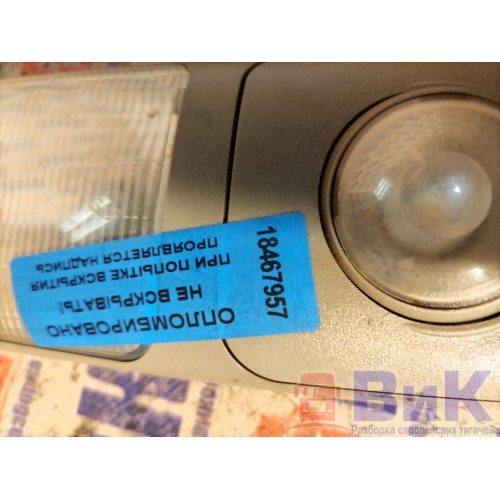 ОПЛОМБИРОВАНО
НЕ ВСКРЫВАТЬ!
ПРИ ПОПЫТКЕ ВСКРЫТИЯ
ПРОЯВЛЯЕТСЯ НАДПИСЬ
18467957
ВиК
Разборка европейских тягачей